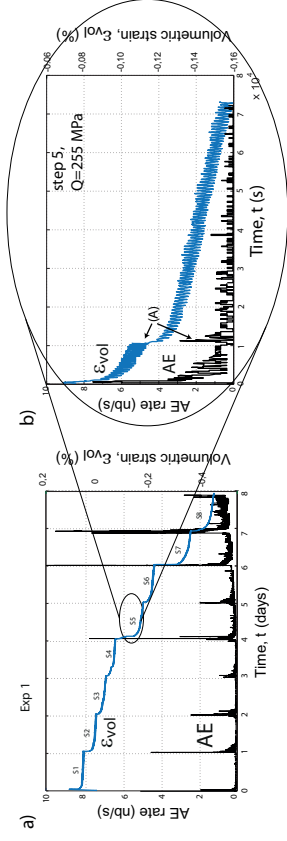 a)
Exp 1
AE rate (nb/s)
10
8
6
4
2
0
S1
S2
S3
S4
S5
S6
S7
S8
εvol
AE
0
1
2
3
4
5
6
7
8
Time, t (days)
0.2
0
-0.2
-0.4
Volumetric strain, εvol (%)
b)
AE rate (nb/s)
10
8
6
4
2
0
step 5,
Q=255 MPa
εvol
AE
(A)
0
1
2
3
4
5
6
7
8
x 10⁴
Time, t (s)
-0.06
-0.08
-0.10
-0.12
-0.14
-0.16
Volumetric strain, εvol (%)